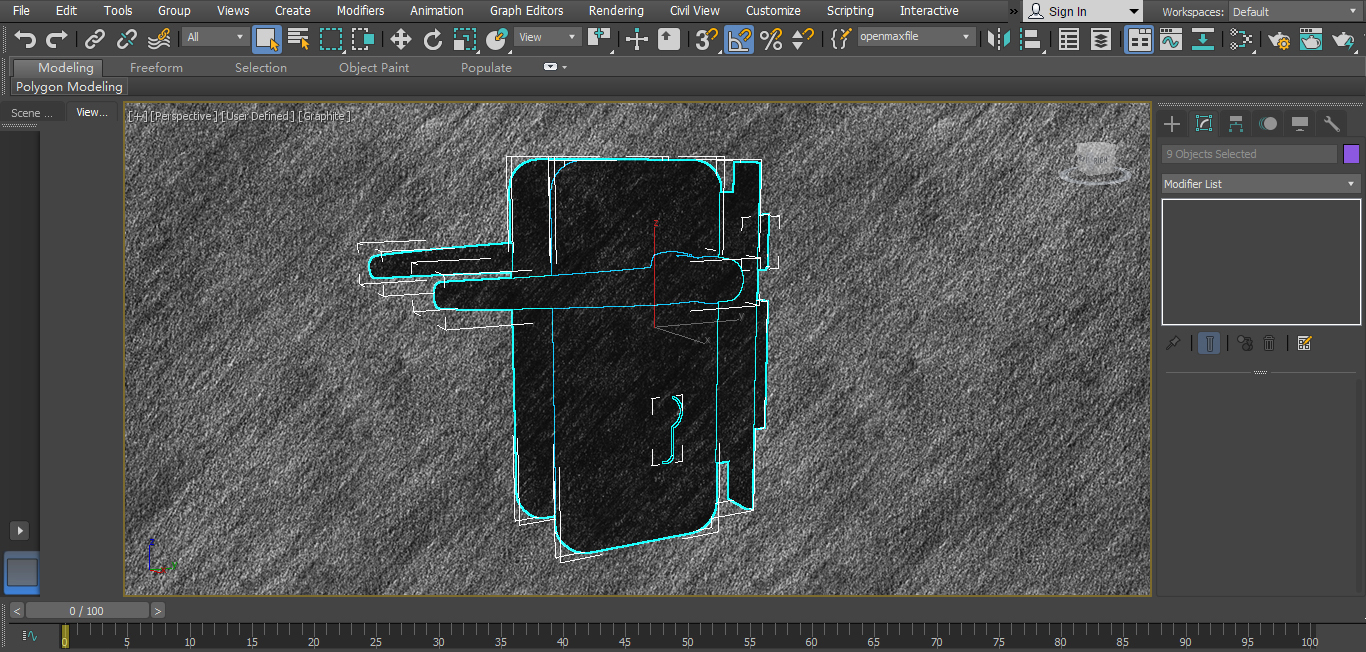 File Edit Tools Group Views Create Modifiers Animation Graph Editors Rendering Civil View Customize Scripting Interactive » Sign In Workspaces: Default
All View 3 openmaxfile
Modeling Freeform Selection Object Paint Populate
Polygon Modeling
Scene ... View...
[+] [Perspective] [User Defined] [Graphite]
9 Objects Selected
Modifier List
z
y
x
< 0 / 100 >
0 5 10 15 20 25 30 35 40 45 50 55 60 65 70 75 80 85 90 95 100